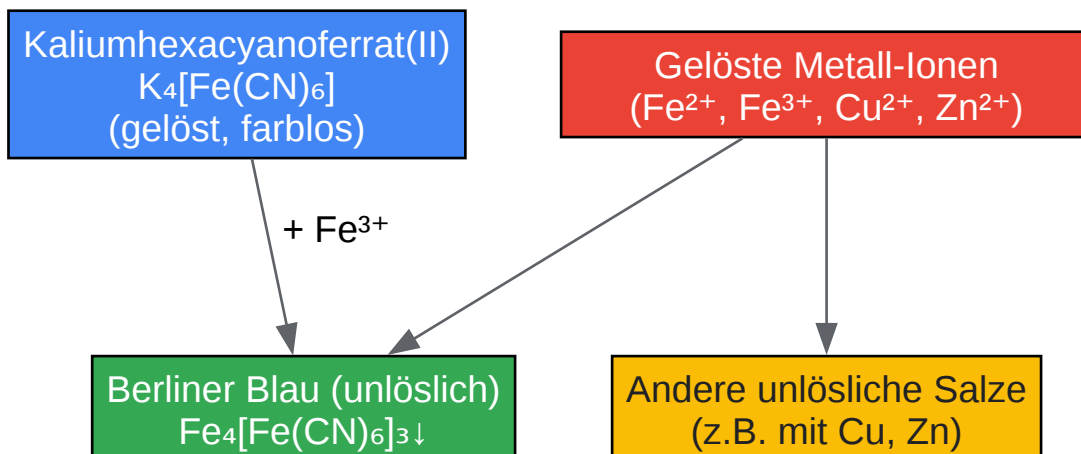 Kaliumhexacyanoferrat(II)
K₄[Fe(CN)₆]
(gelöst, farblos)
Gelöste Metall-Ionen
(Fe²⁺, Fe³⁺, Cu²⁺, Zn²⁺)
+ Fe³⁺
Berliner Blau (unlöslich)
Fe₄[Fe(CN)₆]₃↓
Andere unlösliche Salze
(z.B. mit Cu, Zn)